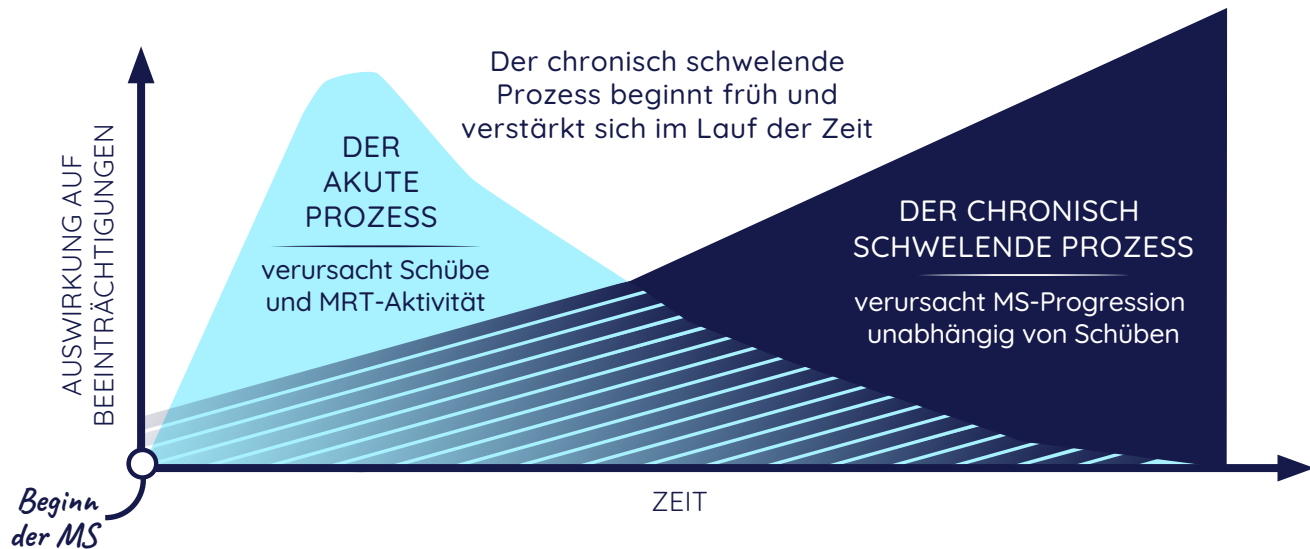 Der chronisch schwelende
Prozess beginnt früh und
verstärkt sich im Lauf der Zeit
DER
AKUTE
PROZESS
verursacht Schübe
und MRT-Aktivität
DER CHRONISCH
SCHWELENDE PROZESS
verursacht MS-Progression
unabhängig von Schüben
AUSWIRKUNG AUF
BEEINTRÄCHTIGUNGEN
ZEIT
Beginn
der MS